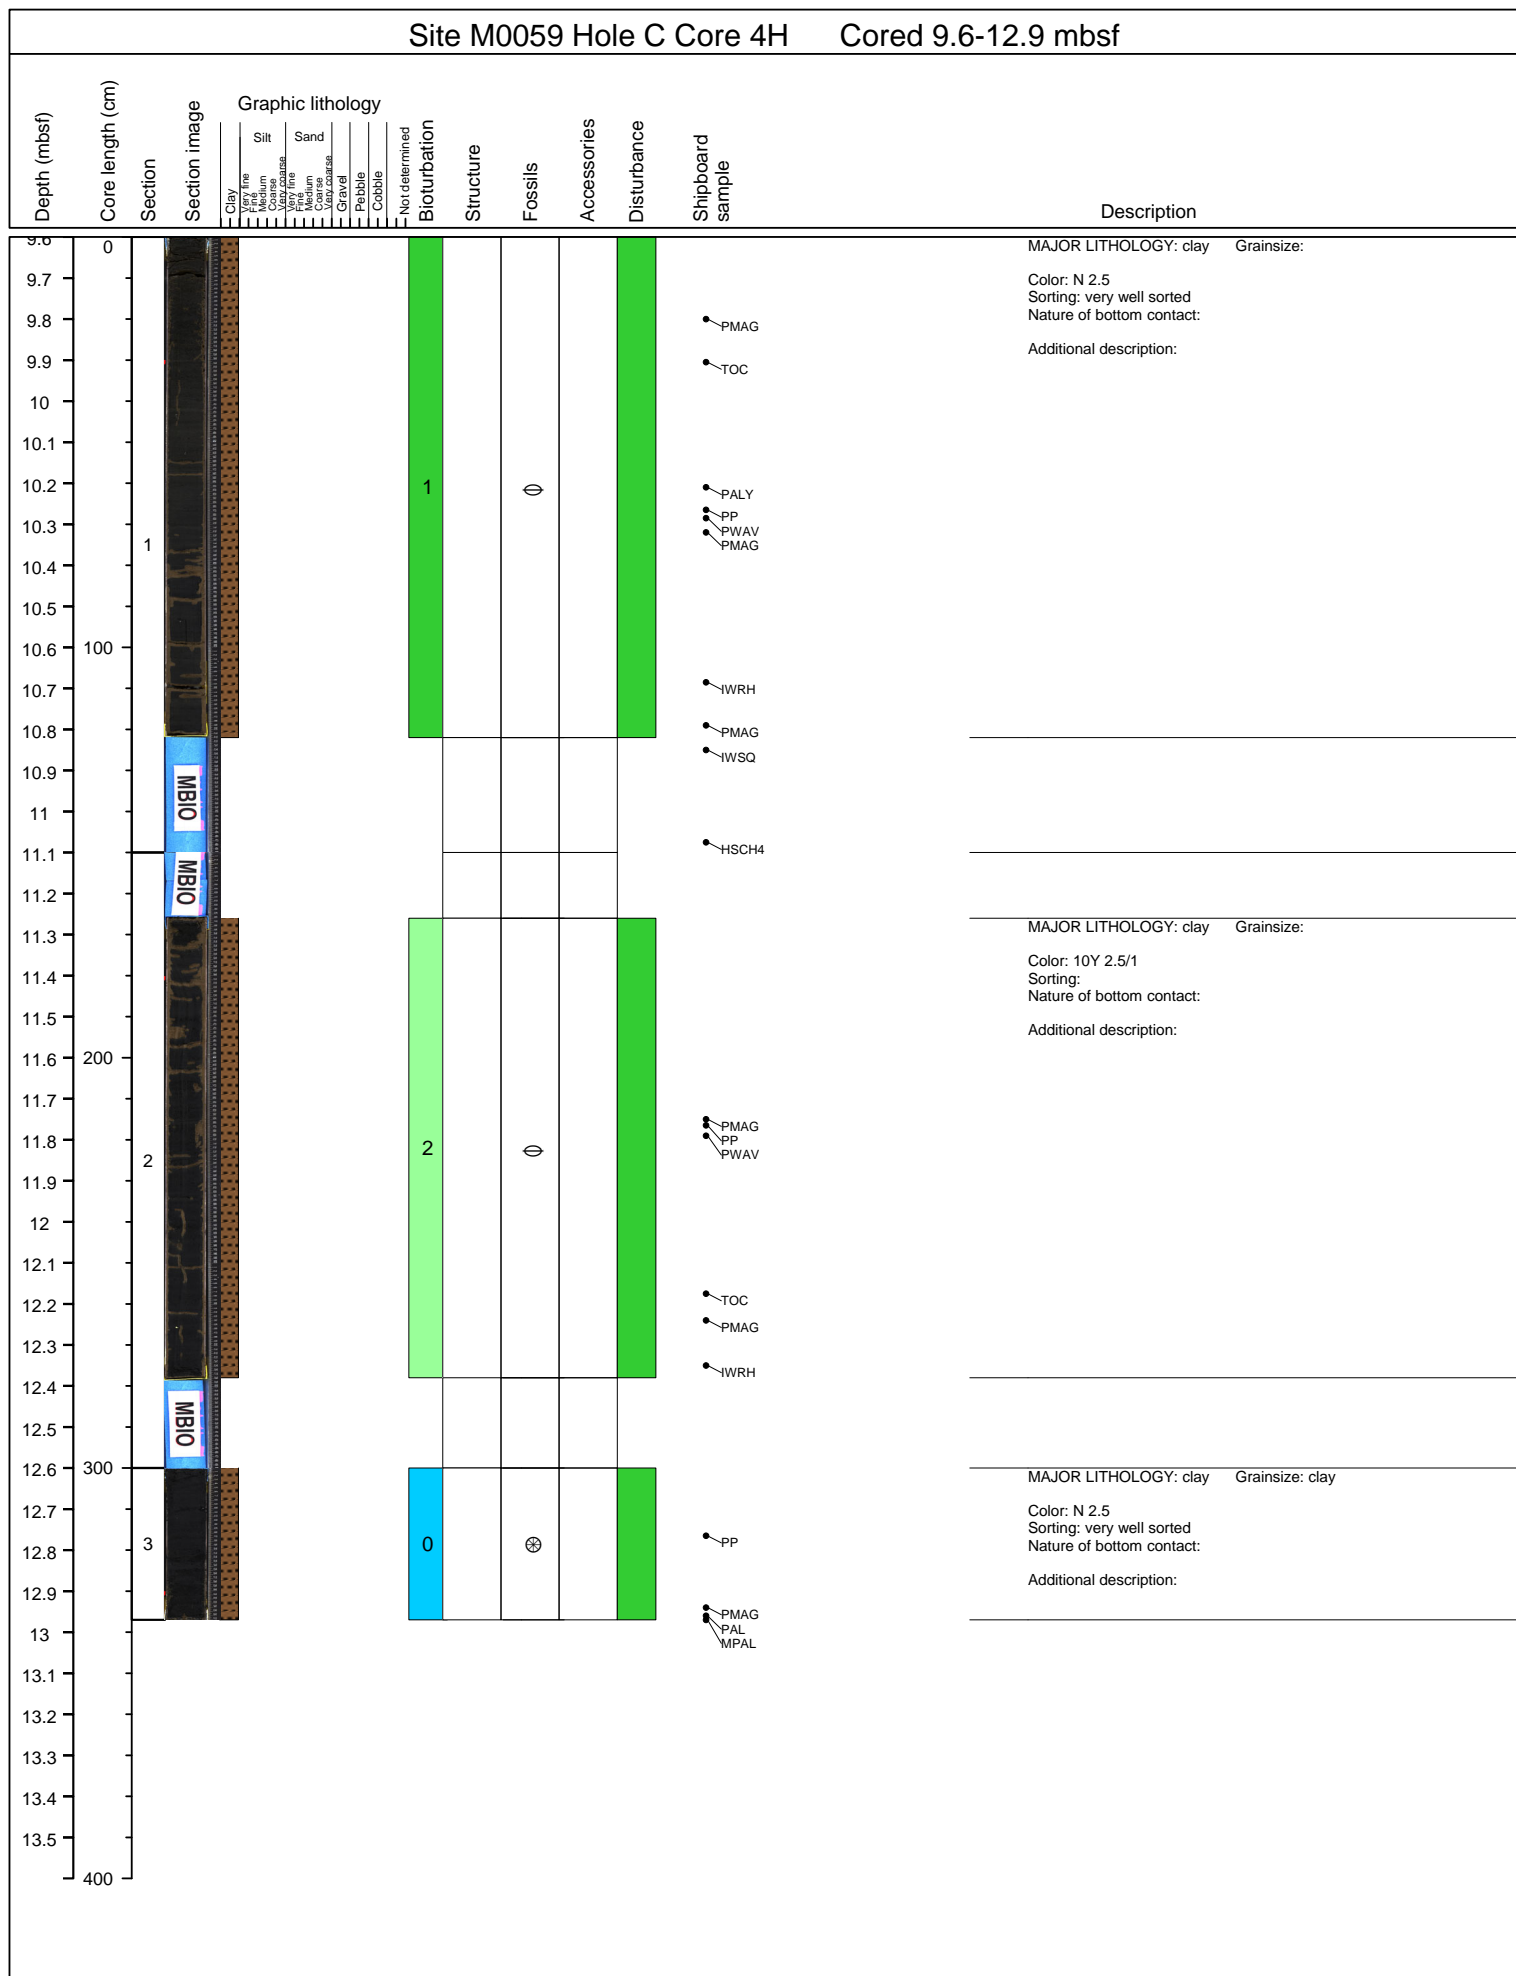 Site M0059 Hole C Core 4H Cored 9.6-12.9 mbsf
Depth (mbsf)
Core length (cm)
Section
Section image
Graphic lithology
Clay
Silt
Very fine
Fine
Medium
Coarse
Very coarse
Sand
Very fine
Fine
Medium
Coarse
Very coarse
Gravel
Pebble
Cobble
Not determined
Bioturbation
Structure
Fossils
Accessories
Disturbance
Shipboard
sample
Description
9.6
9.7
9.8
9.9
10
10.1
10.2
10.3
10.4
10.5
10.6
10.7
10.8
10.9
11
11.1
11.2
11.3
11.4
11.5
11.6
11.7
11.8
11.9
12
12.1
12.2
12.3
12.4
12.5
12.6
12.7
12.8
12.9
13
13.1
13.2
13.3
13.4
13.5
0
100
200
300
400
1
2
3
MBIO
MBIO
MBIO
1
2
0
PMAG
TOC
PALY
PP
PWAV
PMAG
IWRH
PMAG
IWSQ
HSCH4
PMAG
PP
PWAV
TOC
PMAG
IWRH
PP
PMAG
PAL
MPAL
MAJOR LITHOLOGY: clay Grainsize:
Color: N 2.5
Sorting: very well sorted
Nature of bottom contact:
Additional description:
MAJOR LITHOLOGY: clay Grainsize:
Color: 10Y 2.5/1
Sorting:
Nature of bottom contact:
Additional description:
MAJOR LITHOLOGY: clay Grainsize: clay
Color: N 2.5
Sorting: very well sorted
Nature of bottom contact:
Additional description: